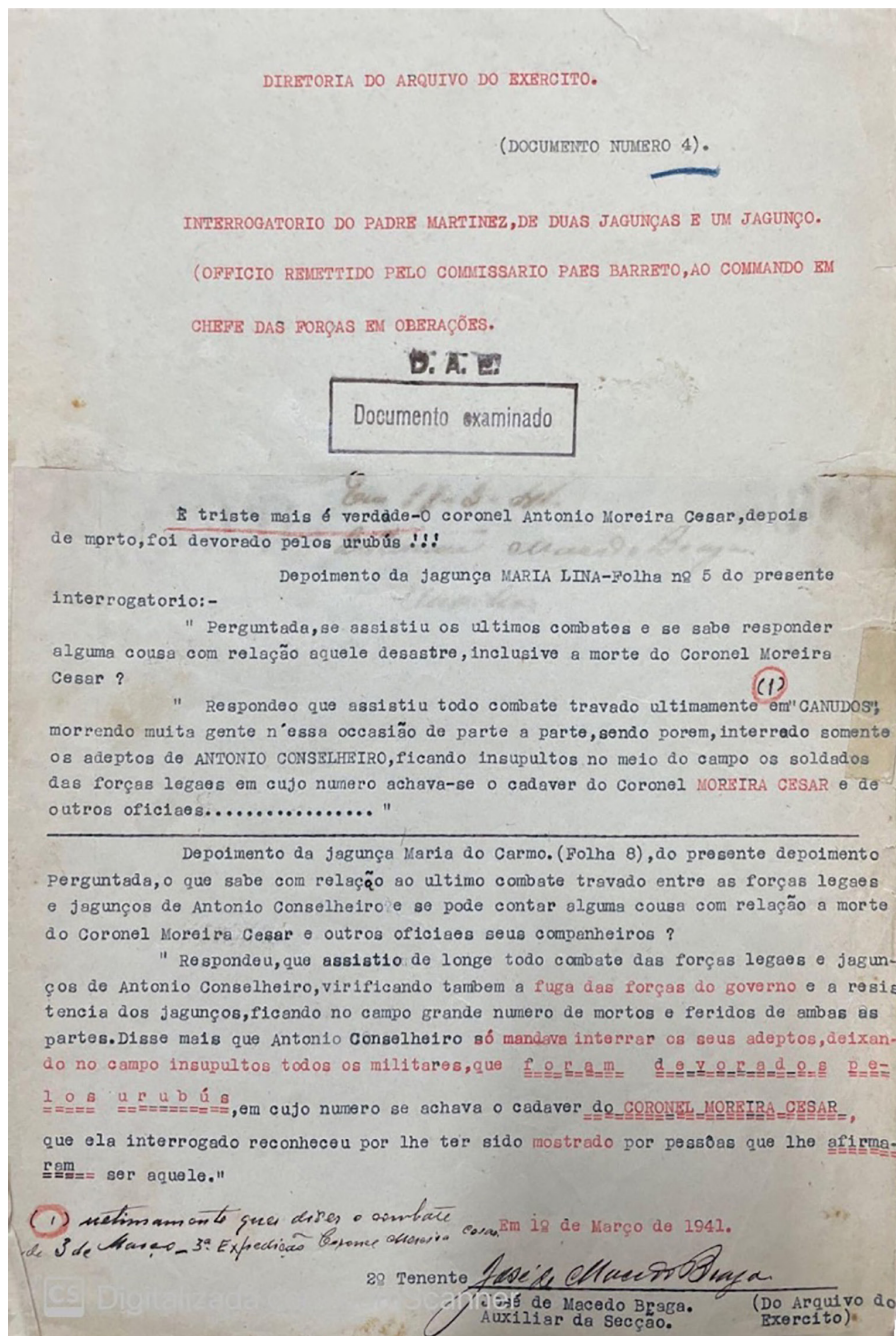 DIRETORIA DO ARQUIVO DO EXERCITO.
(DOCUMENTO NUMERO 4).
INTERROGATORIO DO PADRE MARTINEZ,DE DUAS JAGUNÇAS E UM JAGUNÇO.
(OFFICIO REMETTIDO PELO COMMISSARIO PAES BARRETO,AO COMMANDO EM
CHEFE DAS FORÇAS EM OBERAÇÕES.
D. A. E.
Documento examinado
È triste mais é verdade-O coronel Antonio Moreira Cesar,depois
de morto,foi devorado pelos urubús !!!
Depoimento da jagunça MARIA LINA-Folha nº 5 do presente
interrogatorio:-
" Perguntada,se assistiu os ultimos combates e se sabe responder
alguma cousa com relação aquele desastre,inclusive a morte do Coronel Moreira
Cesar ?
(1)
" Respondeo que assistiu todo combate travado ultimamente em"CANUDOS",
morrendo muita gente n'essa occasião de parte a parte,sendo porem,interrado somente
os adeptos de ANTONIO CONSELHEIRO,ficando insupultos no meio do campo os soldados
das forças legaes em cujo numero achava-se o cadaver do Coronel MOREIRA CESAR e de
outros oficiaes................. "
Depoimento da jagunça Maria do Carmo.(Folha 8),do presente depoimento
Perguntada,o que sabe com relação ao ultimo combate travado entre as forças legaes
e jagunços de Antonio Conselheiro e se pode contar alguma cousa com relação a morte
do Coronel Moreira Cesar e outros oficiaes seus companheiros ?
" Respondeu,que assistio de longe todo combate das forças legaes e jagun-
ços de Antonio Conselheiro,virificando tambem a fuga das forças do governo e a resis
tencia dos jagunços,ficando no campo grande numero de mortos e feridos de ambas as
partes.Disse mais que Antonio Conselheiro só mandava interrar os seus adeptos,deixan-
do no campo insupultos todos os militares,que f o r a m d e v o r a d o s p e-
l o s u r u b ú s,em cujo numero se achava o cadaver do CORONEL MOREIRA CESAR,
que ela interrogado reconheceu por lhe ter sido mostrado por pessôas que lhe afirma-
ram ser aquele."
(1) ultimamente quer dizer o combate
de 3 de Março - 3ª Expedição Coronel Moreira Cesar
Em 1º de Março de 1941.
2º Tenente José de Macedo Braga
José de Macedo Braga. (Do Arquivo do
Auxiliar da Secção. Exercito)
CS Digitalizada Scanner